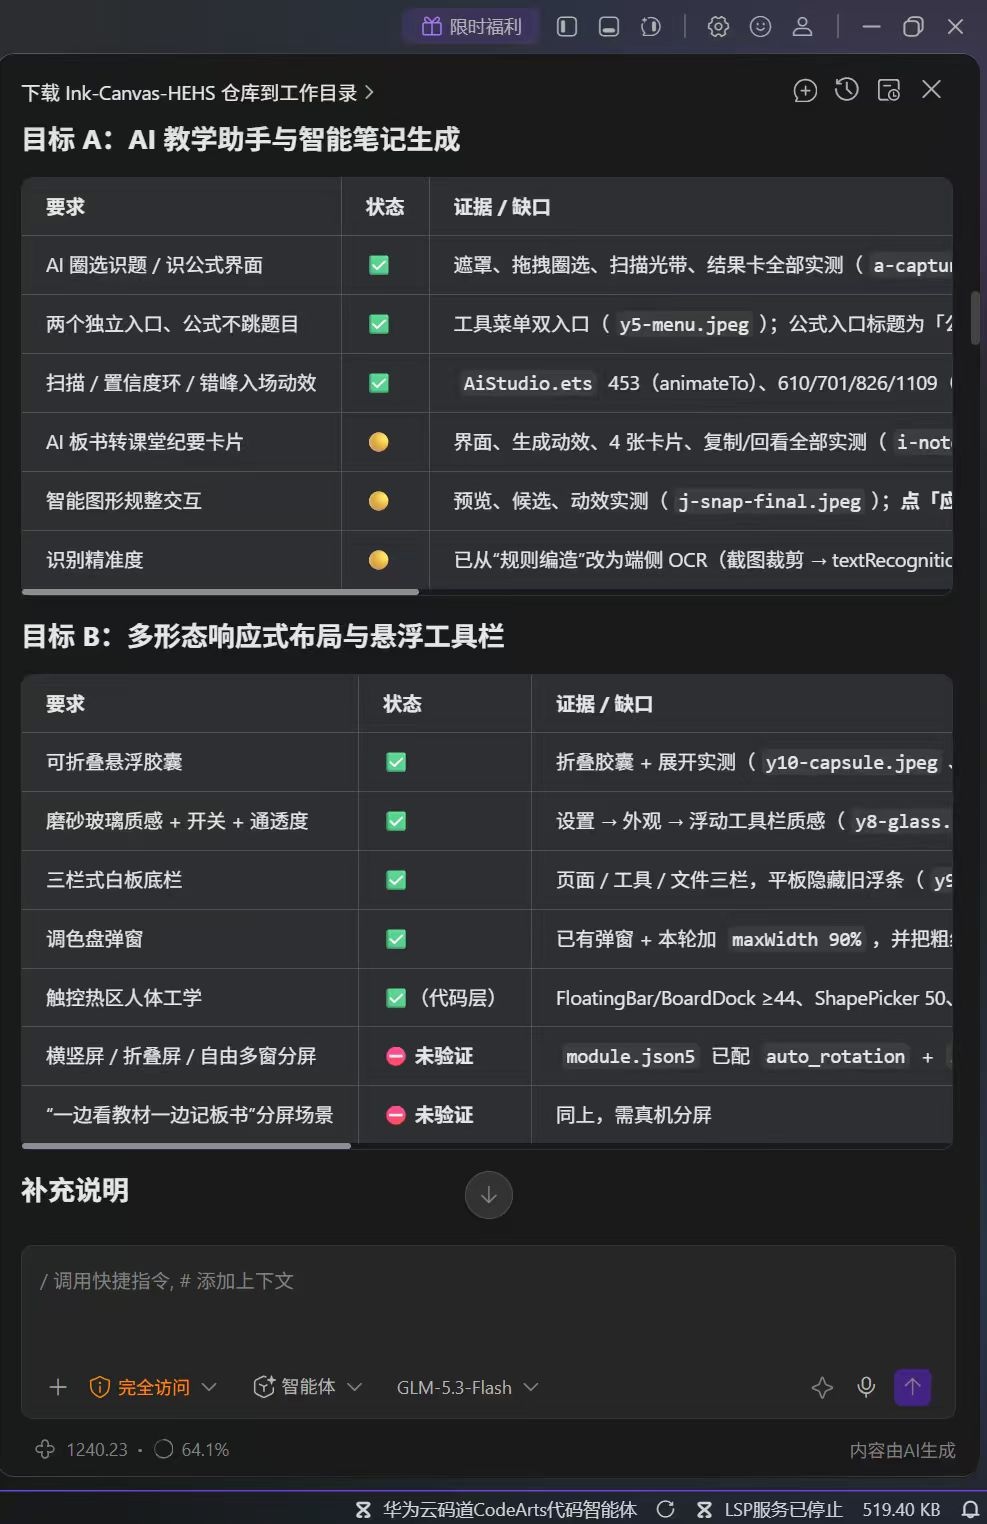 限时福利
下载 Ink-Canvas-HEHS 仓库到工作目录
目标 A：AI 教学助手与智能笔记生成
要求 状态 证据 / 缺口
AI 圈选识题 / 识公式界面 ✅ 遮罩、拖拽圈选、扫描光带、结果卡全部实测（ a-captu
两个独立入口、公式不跳题目 ✅ 工具菜单双入口（ y5-menu.jpeg ）；公式入口标题为「
扫描 / 置信度环 / 错峰入场动效 ✅ AiStudio.ets 453（animateTo）、610/701/826/1109
AI 板书转课堂纪要卡片 界面、生成动效、4 张卡片、复制/回看全部实测（ i-not
智能图形规整交互 预览、候选、动效实测（ j-snap-final.jpeg ）；点「应
识别精准度 已从“规则编造”改为端侧 OCR（截图裁剪 → textRecognitic
目标 B：多形态响应式布局与悬浮工具栏
要求 状态 证据 / 缺口
可折叠悬浮胶囊 ✅ 折叠胶囊 + 展开实测（ y10-capsule.jpeg 、
磨砂玻璃质感 + 开关 + 通透度 ✅ 设置 → 外观 → 浮动工具栏质感（ y8-glass.
三栏式白板底栏 ✅ 页面 / 工具 / 文件三栏，平板隐藏旧浮条（ y9
调色盘弹窗 ✅ 已有弹窗 + 本轮加 maxWidth 90% ，并把粗
触控热区人体工学 ✅（代码层） FloatingBar/BoardDock ≥44、ShapePicker 50、
横竖屏 / 折叠屏 / 自由多窗分屏 ⛔ 未验证 module.json5 已配 auto_rotation +
“一边看教材一边记板书”分屏场景 ⛔ 未验证 同上，需真机分屏
补充说明
/ 调用快捷指令, # 添加上下文
完全访问 智能体 GLM-5.3-Flash
1240.23 · 64.1% 内容由AI生成
华为云码道CodeArts代码智能体 LSP服务已停止 519.40 KB